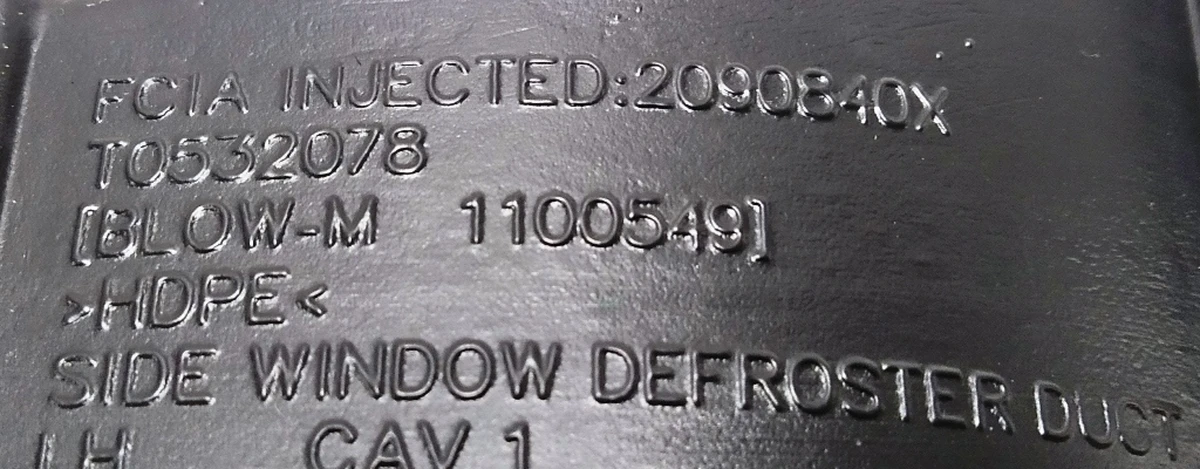 FCIA INJECTED:2090840X
T0532078
[BLOW-M 1100549]
>HDPE<
SIDE WINDOW DEFROSTER DUCT
LH CAV 1